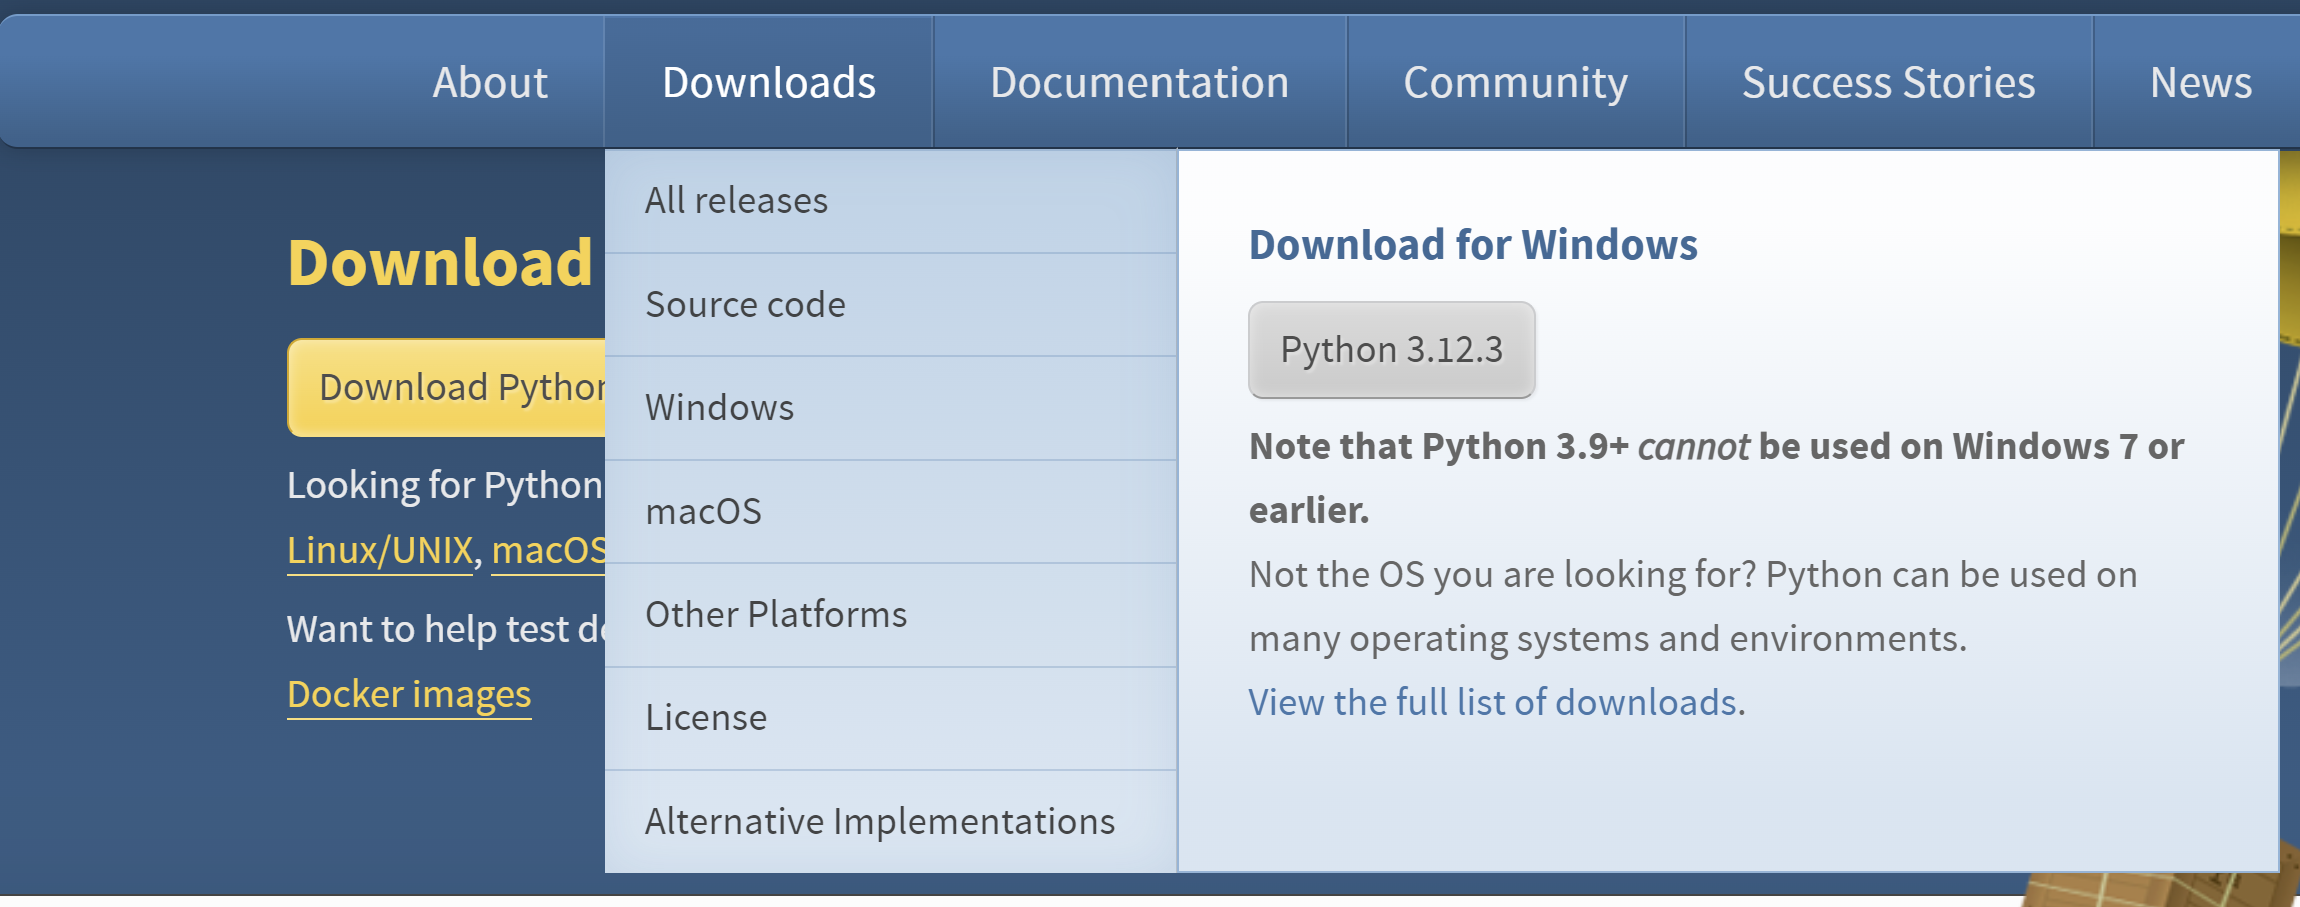 About
Downloads
Documentation
Community
Success Stories
News
Download
Download Python
Looking for Python
Linux/UNIX, macOS
Want to help test
Docker images
All releases
Source code
Windows
macOS
Other Platforms
License
Alternative Implementations
Download for Windows
Python 3.12.3
Note that Python 3.9+ cannot be used on Windows 7 or
earlier.
Not the OS you are looking for? Python can be used on
many operating systems and environments.
View the full list of downloads.